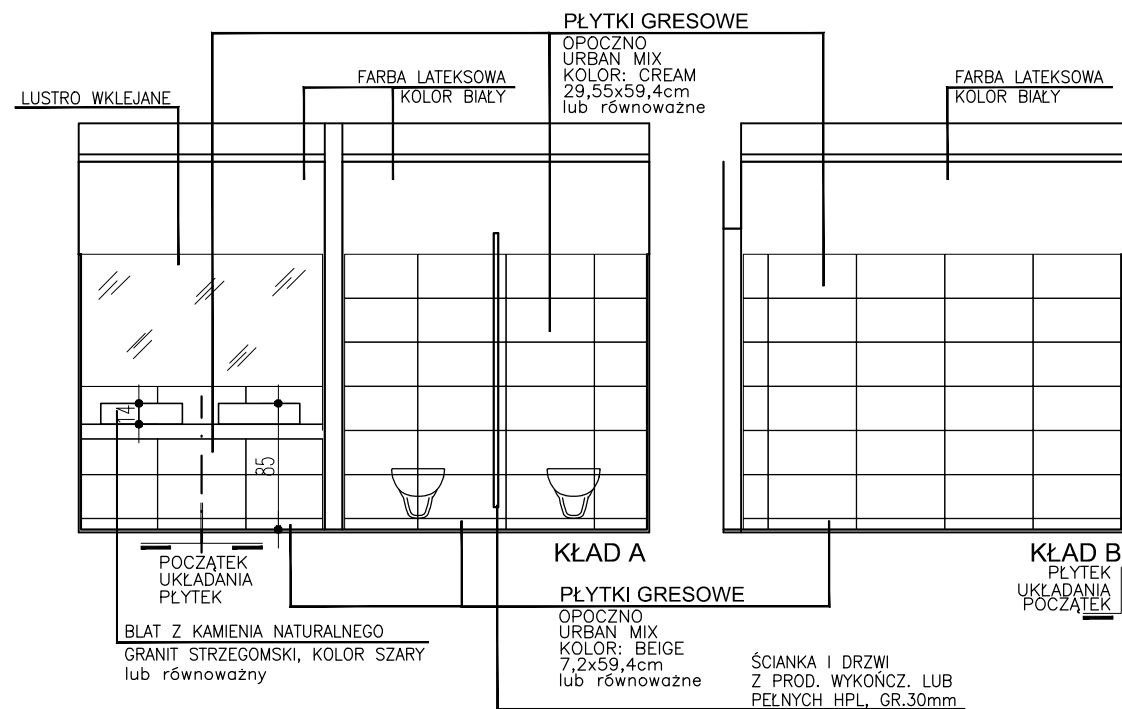 PŁYTKI GRESOWE
OPOCZNO
URBAN MIX
KOLOR: CREAM
29,55x59,4cm
lub równoważne
FARBA LATEKSOWA
KOLOR BIAŁY
FARBA LATEKSOWA
KOLOR BIAŁY
LUSTRO WKLEJANE
14
85
KŁAD A
KŁAD B
POCZĄTEK
UKŁADANIA
PŁYTEK
PŁYTEK
UKŁADANIA
POCZĄTEK
PŁYTKI GRESOWE
OPOCZNO
URBAN MIX
KOLOR: BEIGE
7,2x59,4cm
lub równoważne
BLAT Z KAMIENIA NATURALNEGO
GRANIT STRZEGOMSKI, KOLOR SZARY
lub równoważny
ŚCIANKA I DRZWI
Z PROD. WYKOŃCZ. LUB
PEŁNYCH HPL, GR.30mm